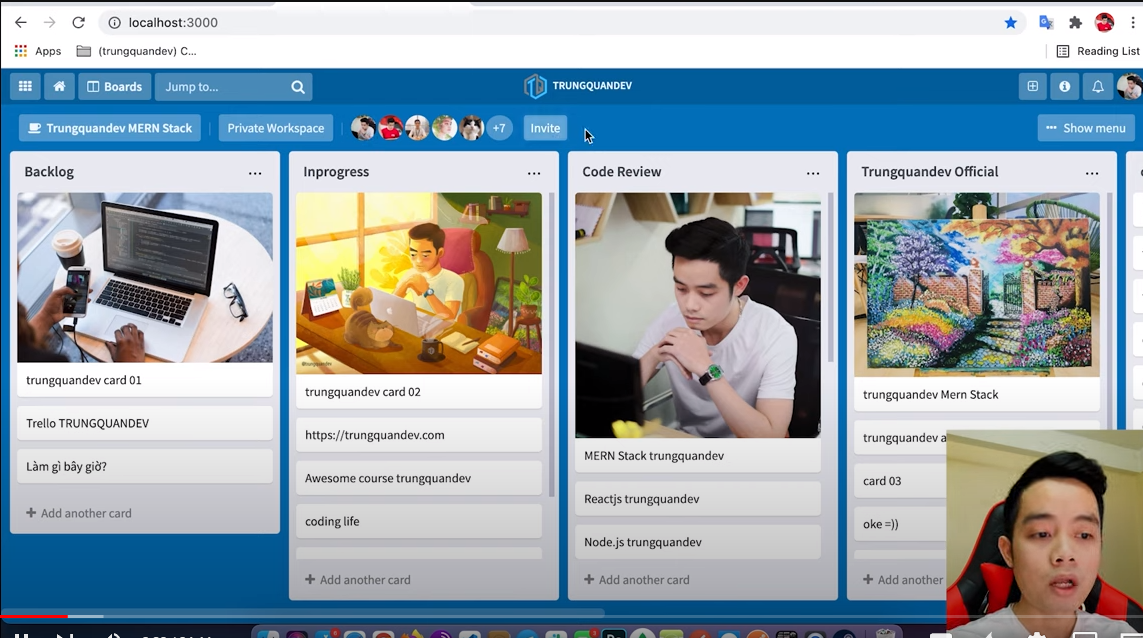 localhost:3000
Apps
(trungquandev) C...
Reading List
Boards
Jump to...
TRUNGQUANDEV
Trungquandev MERN Stack
Private Workspace
+7
Invite
Show menu
Backlog
trungquandev card 01
Trello TRUNGQUANDEV
Làm gì bây giờ?
Add another card
Inprogress
trungquandev card 02
https://trungquandev.com
Awesome course trungquandev
coding life
Add another card
Code Review
MERN Stack trungquandev
Reactjs trungquandev
Node.js trungquandev
Add another card
Trungquandev Official
trungquandev Mern Stack
trungquandev a
card 03
oke =))
Add another